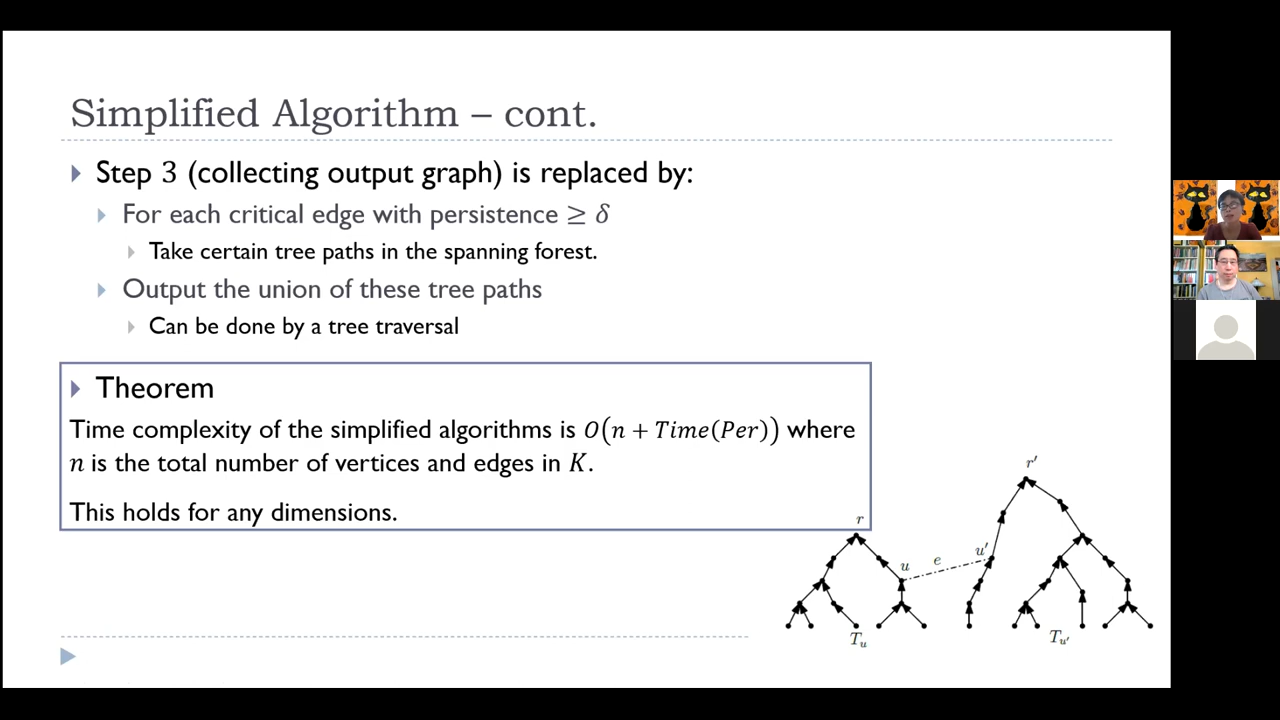 Simplified Algorithm – cont.
Step 3 (collecting output graph) is replaced by:
For each critical edge with persistence ≥ δ
Take certain tree paths in the spanning forest.
Output the union of these tree paths
Can be done by a tree traversal
Theorem
Time complexity of the simplified algorithms is O(n + Time(Per)) where
n is the total number of vertices and edges in K.
This holds for any dimensions.
r
r′
u
e
u′
T_u
T_u′